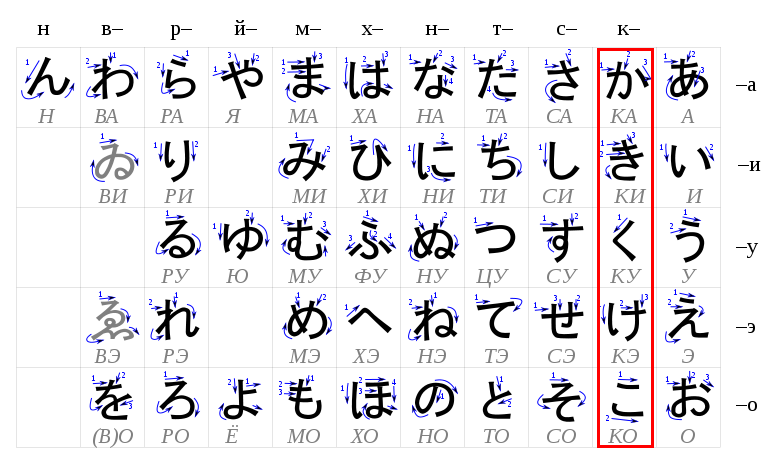 н в– р– й– м– х– н– т– с– к–
ん わ ら や ま は な た さ か あ –а
Н ВА РА Я МА ХА НА ТА СА КА А
ゐ り み ひ に ち し き い –и
ВИ РИ МИ ХИ НИ ТИ СИ КИ И
る ゆ む ふ ぬ つ す く う –у
РУ Ю МУ ФУ НУ ЦУ СУ КУ У
ゑ れ め へ ね て せ け え –э
ВЭ РЭ МЭ ХЭ НЭ ТЭ СЭ КЭ Э
を ろ よ も ほ の と そ こ お –о
(В)О РО Ё МО ХО НО ТО СО КО О